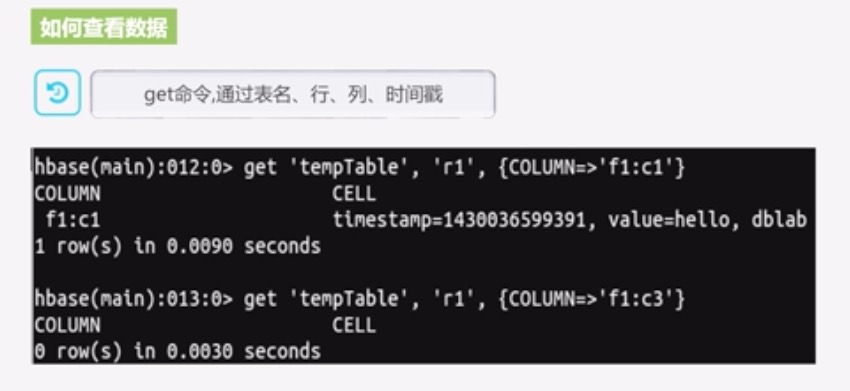 如何查看数据
get命令,通过表名、行、列、时间戳
hbase(main):012:0> get 'tempTable', 'r1', {COLUMN=>'f1:c1'}
COLUMN CELL
f1:c1 timestamp=1430036599391, value=hello, dblab
1 row(s) in 0.0090 seconds
hbase(main):013:0> get 'tempTable', 'r1', {COLUMN=>'f1:c3'}
COLUMN CELL
0 row(s) in 0.0030 seconds